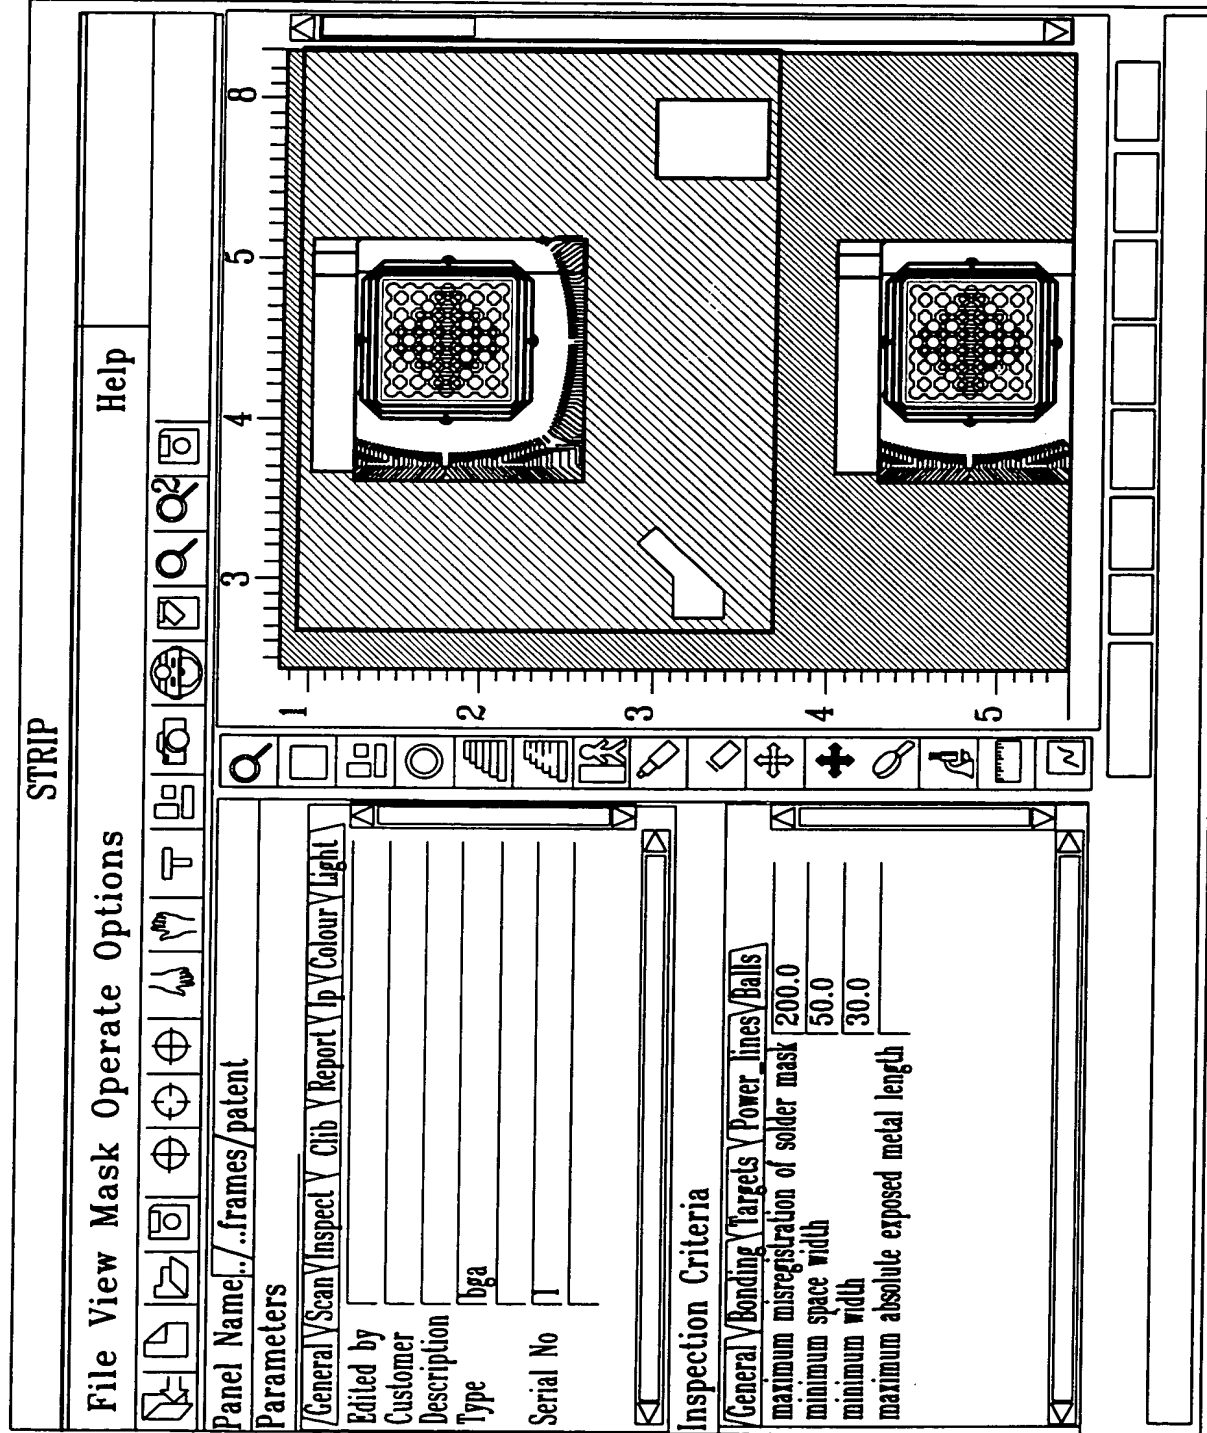 STRIP
File View Mask Operate Options Help
2
Panel Name ../..frames/patent
Parameters
General Scan Inspect Clib Report Ip Colour Light
Edited by
Customer
Description
Type bga
Serial No 1
Inspection Criteria
General Bonding Targets Power_lines Balls
maximum misregistration of solder mask 200.0
minimum space width 50.0
minimum width 30.0
maximum absolute exposed metal length
3 4 5 8
1
2
3
4
5